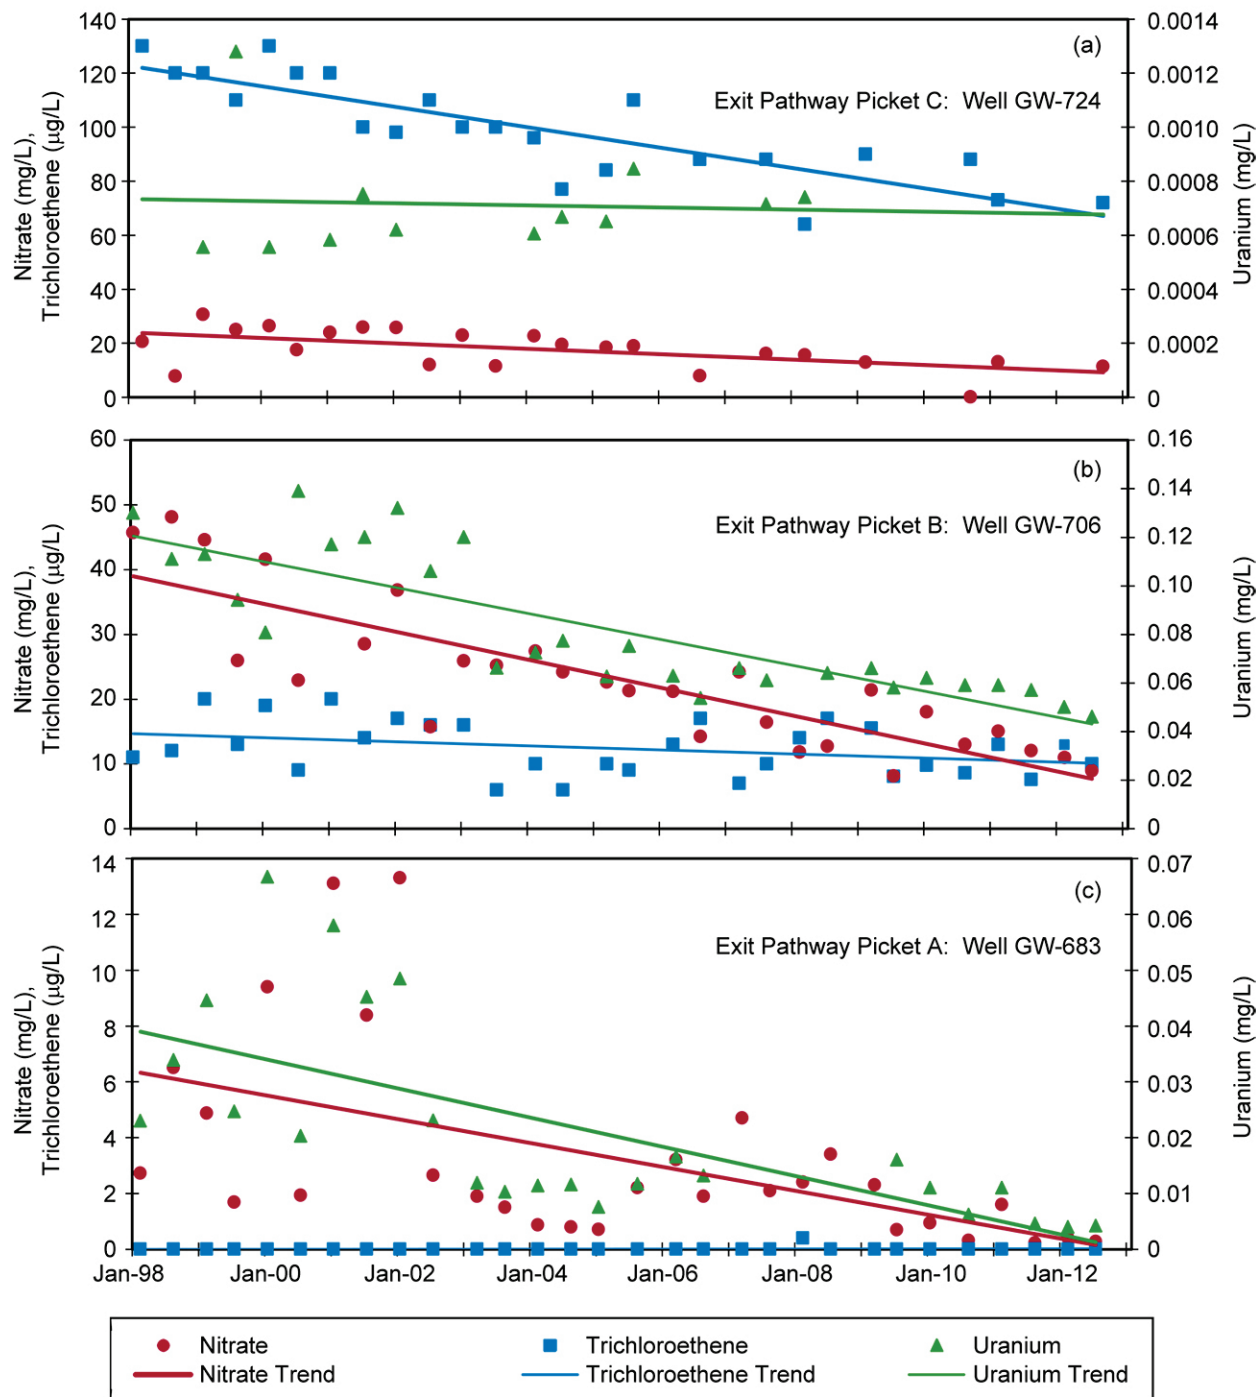 140
120
100
80
60
40
20
0
Nitrate (mg/L),
Trichloroethene (µg/L)
(a)
Exit Pathway Picket C: Well GW-724
0.0014
0.0012
0.0010
0.0008
0.0006
0.0004
0.0002
0
Uranium (mg/L)
60
50
40
30
20
10
0
Nitrate (mg/L),
Trichloroethene (µg/L)
(b)
Exit Pathway Picket B: Well GW-706
0.16
0.14
0.12
0.10
0.08
0.06
0.04
0.02
0
Uranium (mg/L)
14
12
10
8
6
4
2
0
Nitrate (mg/L),
Trichloroethene (µg/L)
(c)
Exit Pathway Picket A: Well GW-683
0.07
0.06
0.05
0.04
0.03
0.02
0.01
0
Uranium (mg/L)
Jan-98 Jan-00 Jan-02 Jan-04 Jan-06 Jan-08 Jan-10 Jan-12
Nitrate Trichloroethene Uranium
Nitrate Trend Trichloroethene Trend Uranium Trend